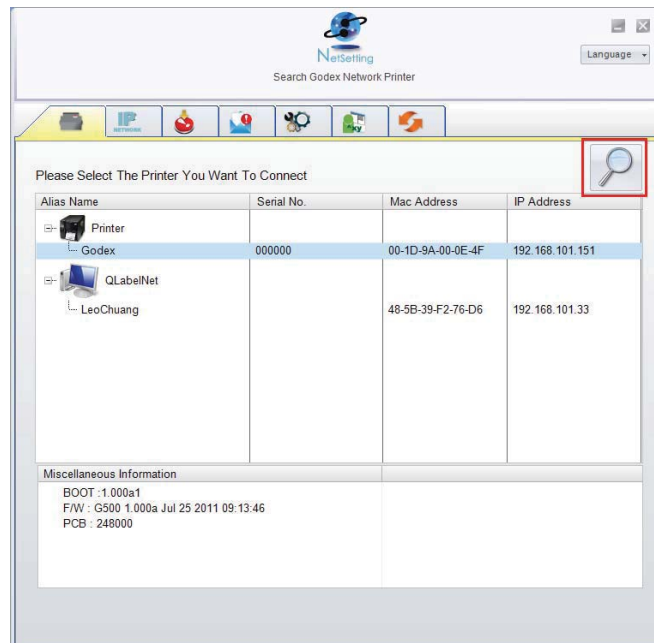 NetSetting
Language
Search Godex Network Printer
IP
NETWORK
Please Select The Printer You Want To Connect
Alias Name Serial No. Mac Address IP Address
Printer
Godex 000000 00-1D-9A-00-0E-4F 192.168.101.151
QLabelNet
LeoChuang 48-5B-39-F2-76-D6 192.168.101.33
Miscellaneous Information
BOOT :1.000a1
F/W : G500 1.000a Jul 25 2011 09:13:46
PCB : 248000